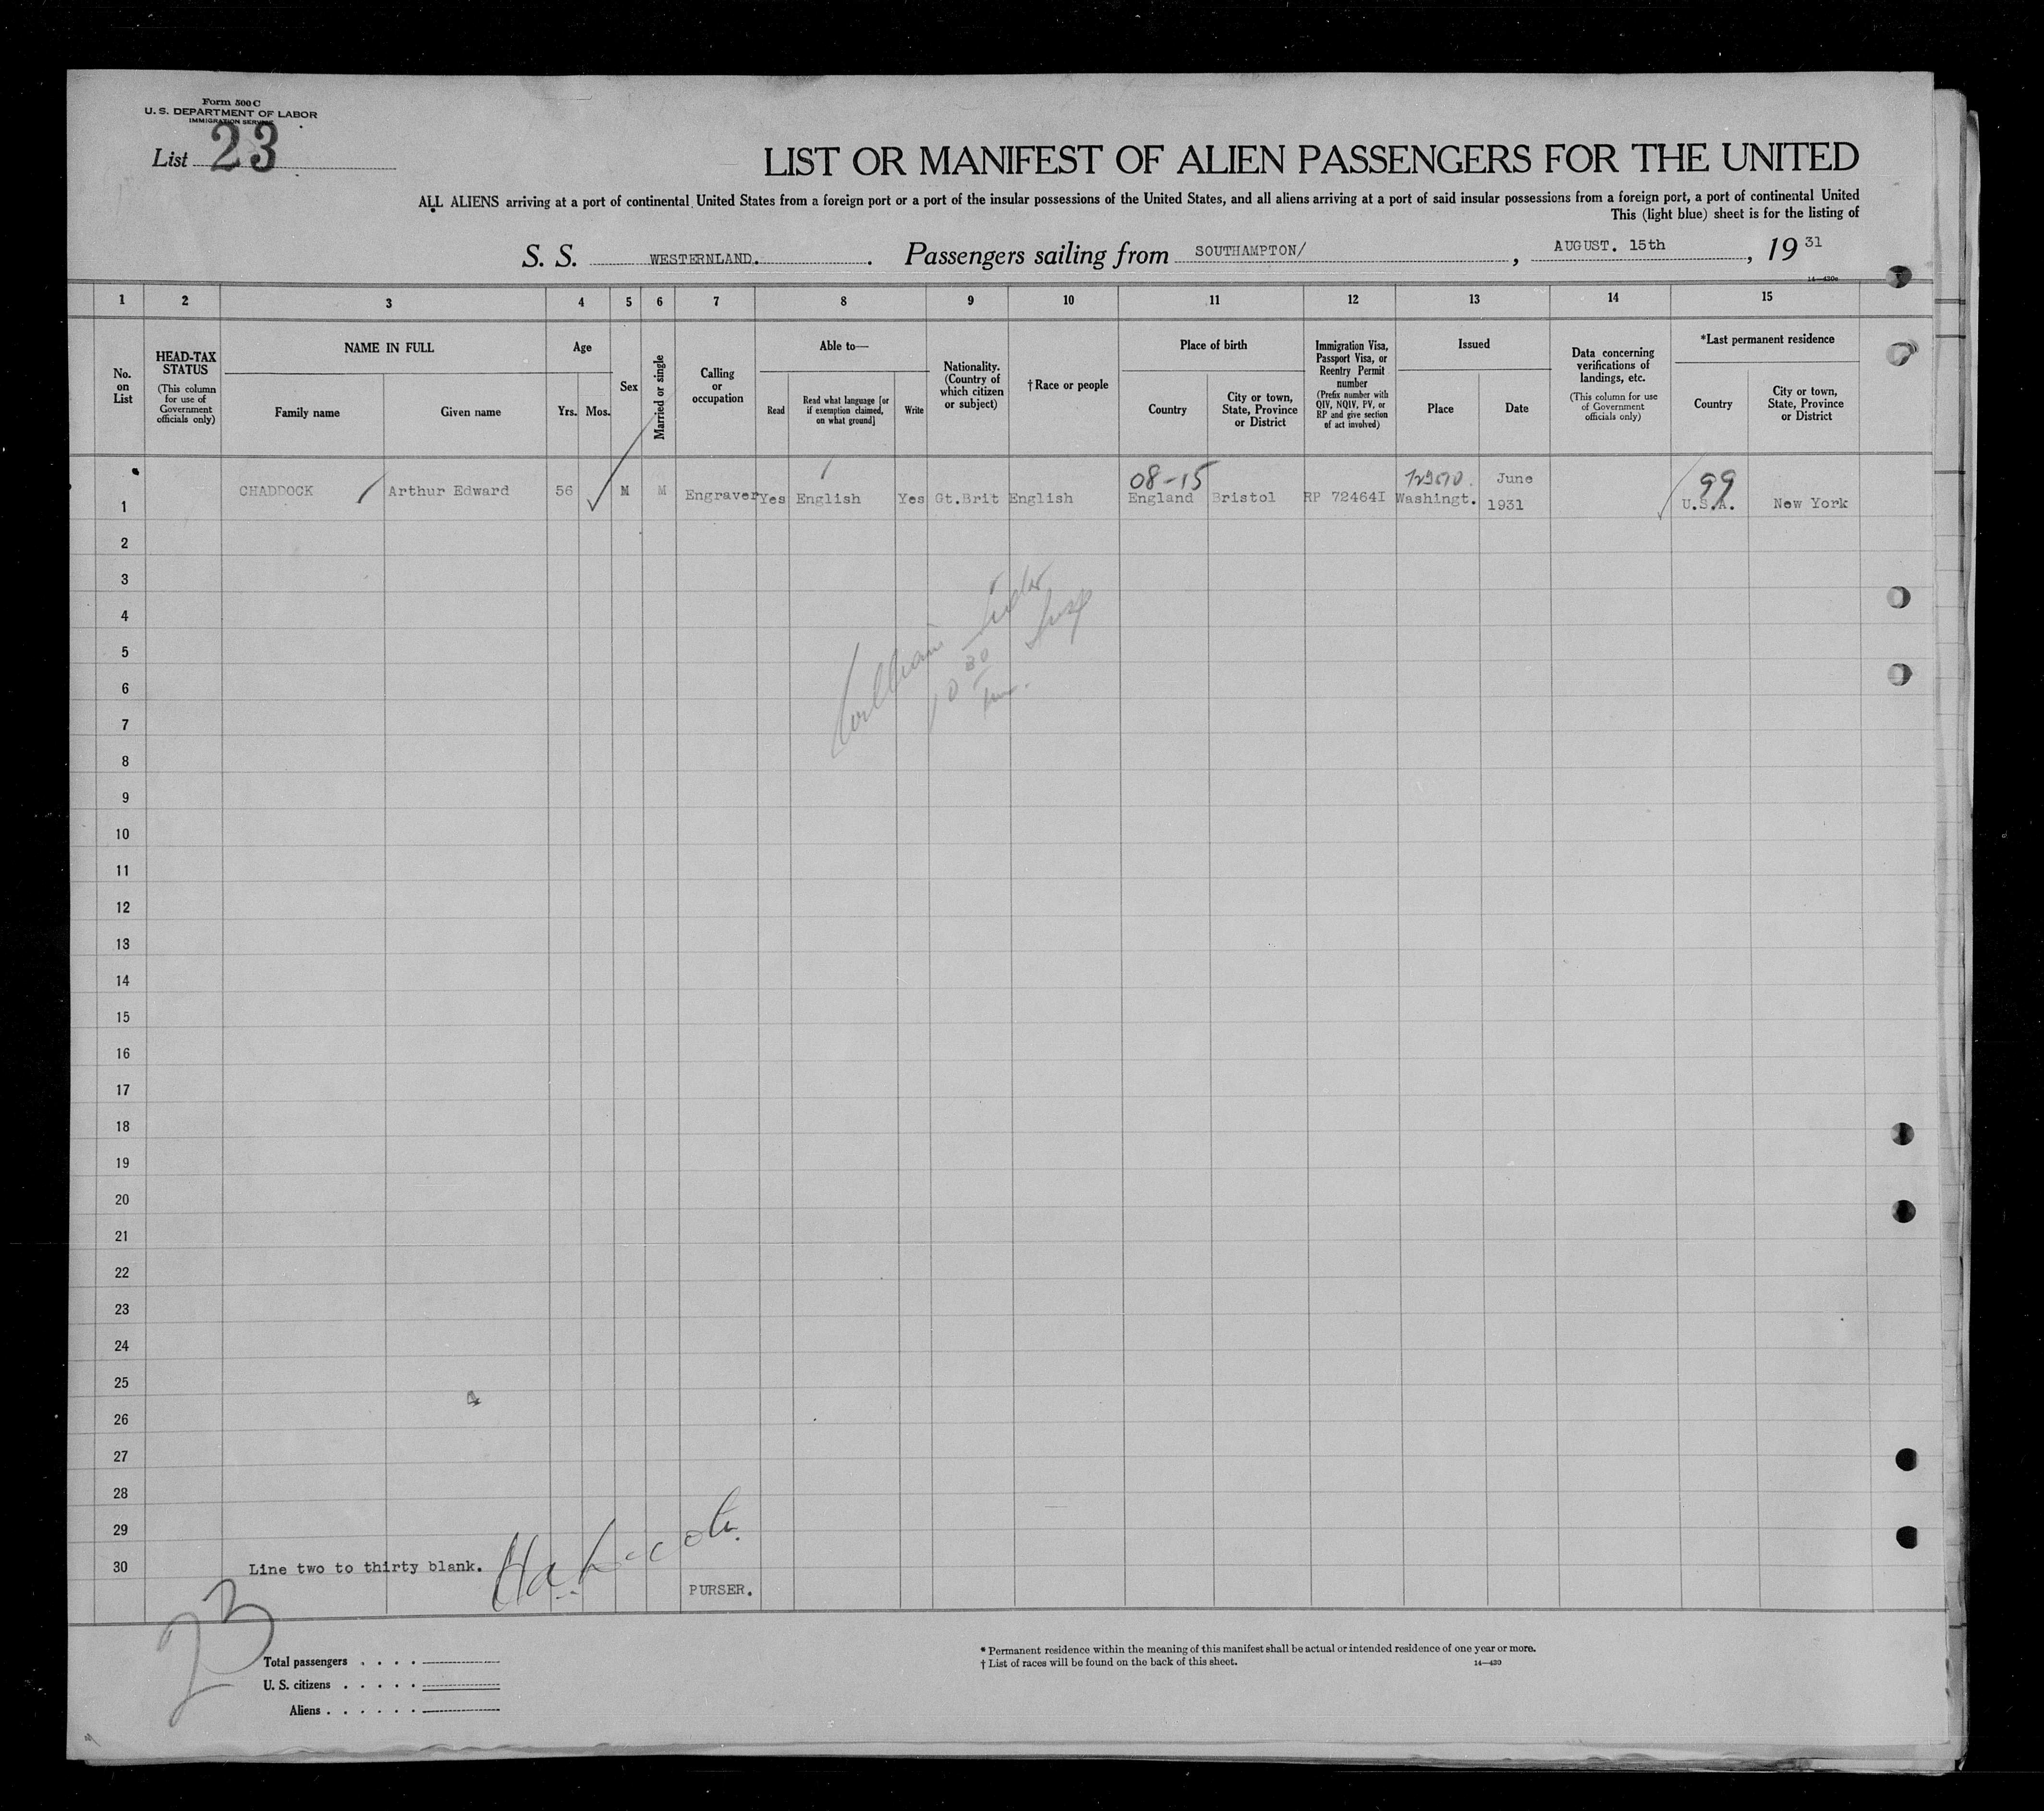 Form 500 C
U. S. DEPARTMENT OF LABOR
IMMIGRATION SERVICE
List 23
LIST OR MANIFEST OF ALIEN PASSENGERS FOR THE UNITED
ALL ALIENS arriving at a port of continental United States from a foreign port or a port of the insular possessions of the United States, and all aliens arriving at a port of said insular possessions from a foreign port, a port of continental United
This (light blue) sheet is for the listing of
S. S. WESTERNLAND. . Passengers sailing from SOUTHAMPTON/ , AUGUST. 15th , 19 31
14—430c
1 2 3 4 5 6 7 8 9 10 11 12 13 14 15
No. on List
HEAD-TAX STATUS
(This column for use of Government officials only)
NAME IN FULL
Family name
Given name
Age
Yrs. Mos.
Sex
Married or single
Calling or occupation
Able to—
Read
Read what language [or if exemption claimed, on what ground]
Write
Nationality. (Country of which citizen or subject)
†Race or people
Place of birth
Country
City or town, State, Province or District
Immigration Visa, Passport Visa, or Reentry Permit number
(Prefix number with QIV, NQIV, PV, or RP and give section of act involved)
Issued
Place
Date
Data concerning verifications of landings, etc.
(This column for use of Government officials only)
*Last permanent residence
Country
City or town, State, Province or District
08-15 99
1 CHADDOCK Arthur Edward 56 M M Engraver Yes English Yes Gt.Brit English England Bristol RP 72464I Washingt. June 1931 U.S.A. New York
2
3
4
5
6
7
8
9
10
11
12
13
14
15
16
17
18
19
20
21
22
23
24
25
26
27
28
29
30 Line two to thirty blank.
PURSER.
23
Total passengers
U. S. citizens
Aliens
* Permanent residence within the meaning of this manifest shall be actual or intended residence of one year or more.
† List of races will be found on the back of this sheet.
14—430